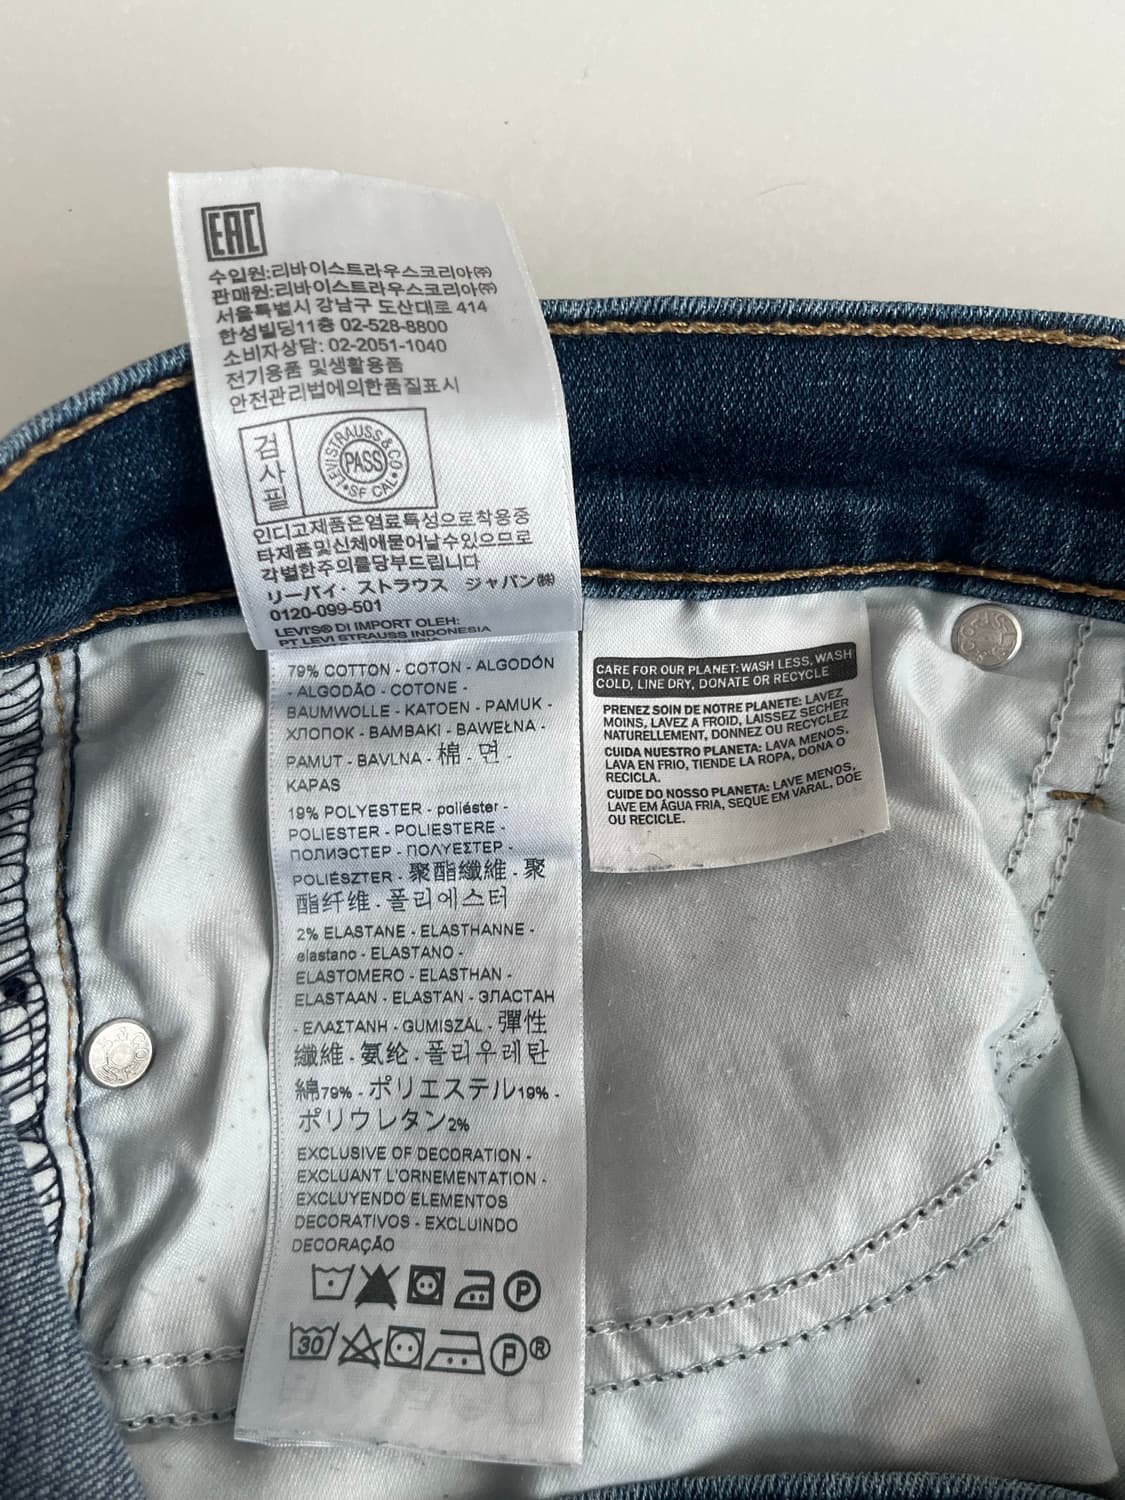 EAC
수입원:리바이스트라우스코리아㈜
판매원:리바이스트라우스코리아㈜
서울특별시 강남구 도산대로 414
한성빌딩11층 02-528-8800
소비자상담: 02-2051-1040
전기용품 및생활용품
안전관리법에의한품질표시
검사필
LEVI STRAUSS & CO
PASS
SF CAL
인디고제품은염료특성으로착용중
타제품및신체에묻어날수있으므로
각별한주의를당부드립니다
リーバイ・ストラウス ジャパン㈱
0120-099-501
LEVI'S® DI IMPORT OLEH:
PT LEVI STRAUSS INDONESIA
79% COTTON - COTON - ALGODÓN
- ALGODÃO - COTONE -
BAUMWOLLE - KATOEN - PAMUK -
ХЛОПОК - BAMBAKI - BAWEŁNA -
PAMUT - BAVLNA - 棉 - 면 -
KAPAS
19% POLYESTER - poliéster -
POLIESTER - POLIESTERE -
ПОЛИЭСТЕР - ΠΟΛΥΕΣΤΕΡ -
POLIÉSZTER - 聚酯纖維 - 聚
酯纤维 - 폴리에스터
2% ELASTANE - ELASTHANNE -
elastano - ELASTANO -
ELASTOMERO - ELASTHAN -
ELASTAAN - ELASTAN - ЭЛАСТАН
- ΕΛΑΣΤΑΝΗ - GUMISZÁL - 彈性
纖維 - 氨纶 - 폴리우레탄
綿79% - ポリエステル19% -
ポリウレタン2%
EXCLUSIVE OF DECORATION -
EXCLUANT L'ORNEMENTATION -
EXCLUYENDO ELEMENTOS
DECORATIVOS - EXCLUINDO
DECORAÇÃO
P
30
P®
CARE FOR OUR PLANET: WASH LESS, WASH
COLD, LINE DRY, DONATE OR RECYCLE
PRENEZ SOIN DE NOTRE PLANETE: LAVEZ
MOINS, LAVEZ A FROID, LAISSEZ SECHER
NATURELLEMENT, DONNEZ OU RECYCLEZ
CUIDA NUESTRO PLANETA: LAVA MENOS,
LAVA EN FRIO, TIENDE LA ROPA, DONA O
RECICLA.
CUIDE DO NOSSO PLANETA: LAVE MENOS,
LAVE EM ÁGUA FRIA, SEQUE EM VARAL, DOE
OU RECICLE.